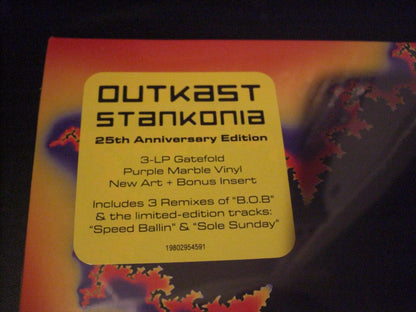 OUTKAST
STANKONIA
25th Anniversary Edition
3-LP Gatefold
Purple Marble Vinyl
New Art + Bonus Insert
Includes 3 Remixes of "B.O.B"
& the limited-edition tracks:
"Speed Ballin" & "Sole Sunday"
19802954591